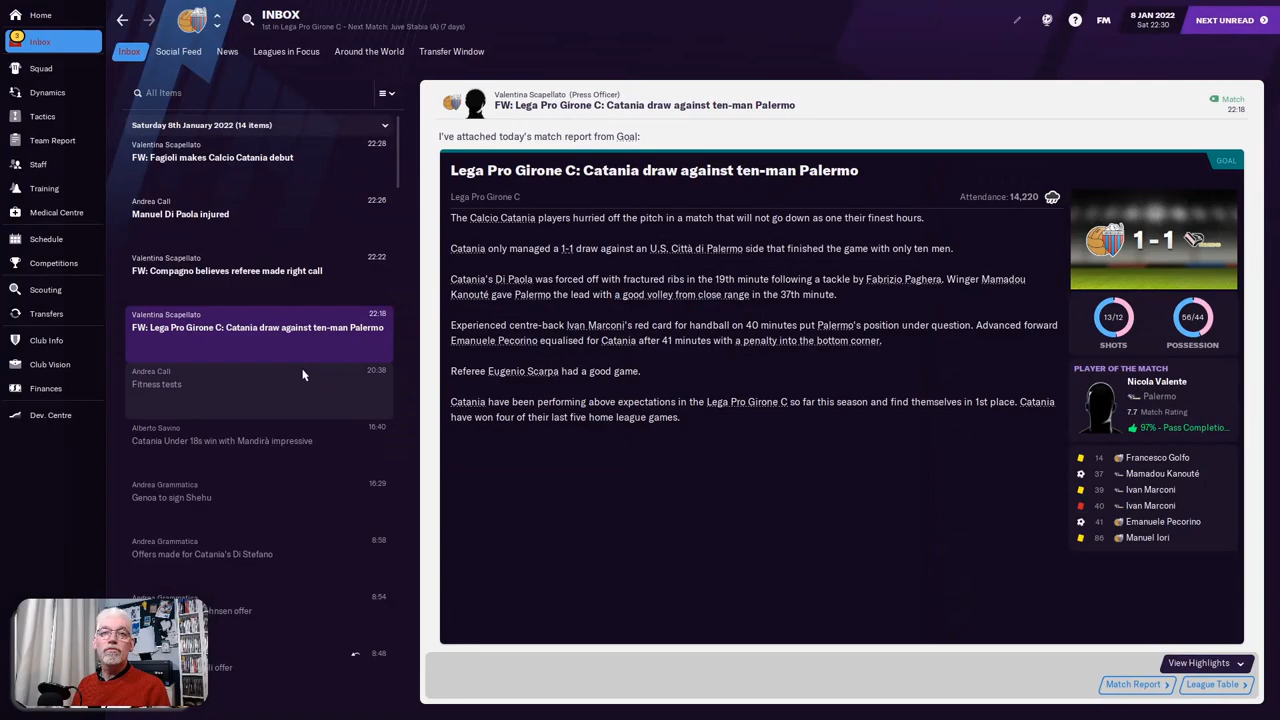 Home
3
Inbox
Squad
Dynamics
Tactics
Team Report
Staff
Training
Medical Centre
Schedule
Competitions
Scouting
Transfers
Club Info
Club Vision
Finances
Dev. Centre
INBOX
1st in Lega Pro Girone C - Next Match: Juve Stabia (A) (7 days)
? FM
8 JAN 2022
Sat 22:30
NEXT UNREAD
Inbox Social Feed News Leagues in Focus Around the World Transfer Window
All Items
Saturday 8th January 2022 (14 items)
Valentina Scapellato 22:28
FW: Fagioli makes Calcio Catania debut
Andrea Call 22:26
Manuel Di Paola injured
Valentina Scapellato 22:22
FW: Compagno believes referee made right call
Valentina Scapellato 22:18
FW: Lega Pro Girone C: Catania draw against ten-man Palermo
Andrea Call 20:38
Fitness tests
Alberto Savino 16:40
Catania Under 18s win with Mandirà impressive
Andrea Grammatica 16:29
Genoa to sign Shehu
Andrea Grammatica 8:58
Offers made for Catania's Di Stefano
Andrea Grammatica 8:54
hnsen offer
8:48
li offer
Valentina Scapellato (Press Officer)
FW: Lega Pro Girone C: Catania draw against ten-man Palermo
Match
22:18
I've attached today's match report from Goal:
GOAL
Lega Pro Girone C: Catania draw against ten-man Palermo
Lega Pro Girone C Attendance: 14,220
The Calcio Catania players hurried off the pitch in a match that will not go down as one their finest hours.
Catania only managed a 1-1 draw against an U.S. Città di Palermo side that finished the game with only ten men.
Catania's Di Paola was forced off with fractured ribs in the 19th minute following a tackle by Fabrizio Paghera. Winger Mamadou
Kanouté gave Palermo the lead with a good volley from close range in the 37th minute.
Experienced centre-back Ivan Marconi's red card for handball on 40 minutes put Palermo's position under question. Advanced forward
Emanuele Pecorino equalised for Catania after 41 minutes with a penalty into the bottom corner.
Referee Eugenio Scarpa had a good game.
Catania have been performing above expectations in the Lega Pro Girone C so far this season and find themselves in 1st place. Catania
have won four of their last five home league games.
1-1
13/12
SHOTS
56/44
POSSESSION
PLAYER OF THE MATCH
Nicola Valente
Palermo
7.7 Match Rating
97% - Pass Completio...
14 Francesco Golfo
37 Mamadou Kanouté
39 Ivan Marconi
40 Ivan Marconi
41 Emanuele Pecorino
86 Manuel Iori
View Highlights
Match Report
League Table